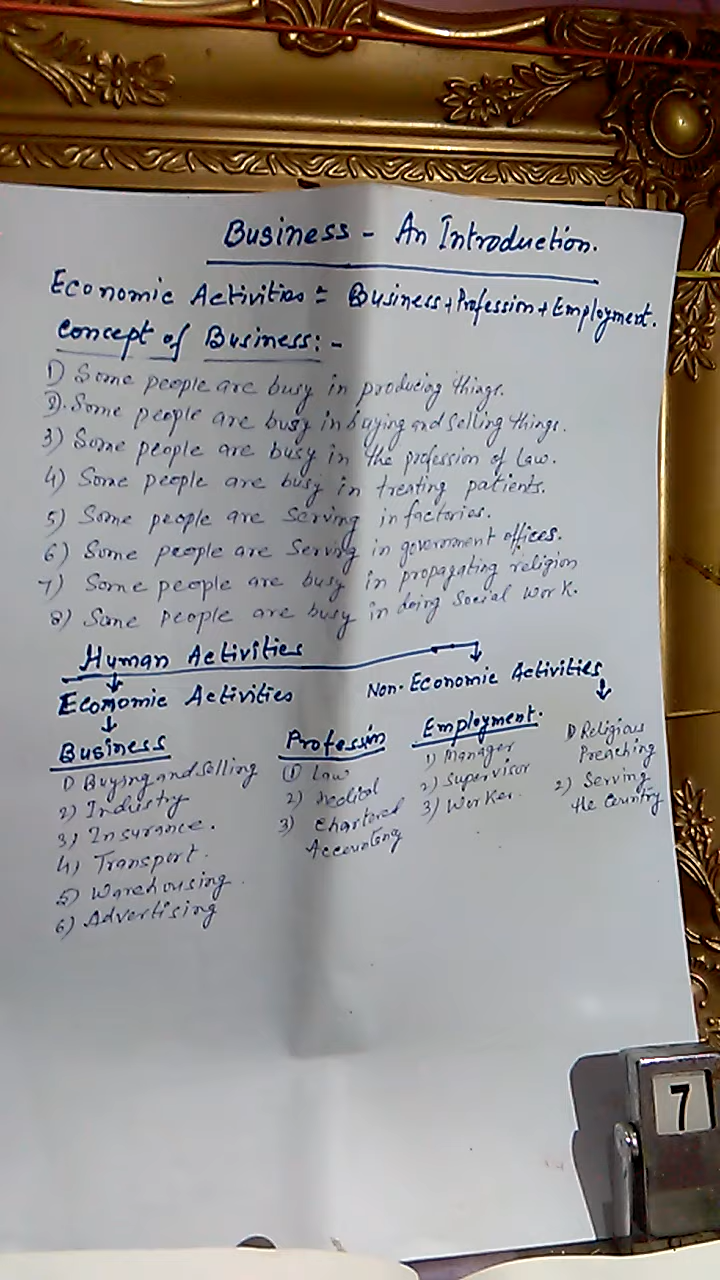 Business - An Introduction.
Economic Activities = Business + Profession + Employment.
Concept of Business: -
1) Some people are busy in producing things.
2). Some people are busy in buying and selling things.
3) Some people are busy in the profession of law.
4) Some people are busy in treating patients.
5) Some people are serving in factories.
6) Some people are serving in government offices.
7) Some people are busy in propagating religion
8) Some people are busy in doing social work.
Human Activities
Economic Activities Non-Economic Activities
Business Profession Employment.
1) Buying and selling
2) Industry
3) Insurance.
4) Transport.
5) Warehousing.
6) Advertising
1) Law
2) Medical
3) Chartered
Accounting
1) Manager
2) Supervisor
3) Worker.
1) Religious
Preaching
2) Serving
the Country
7